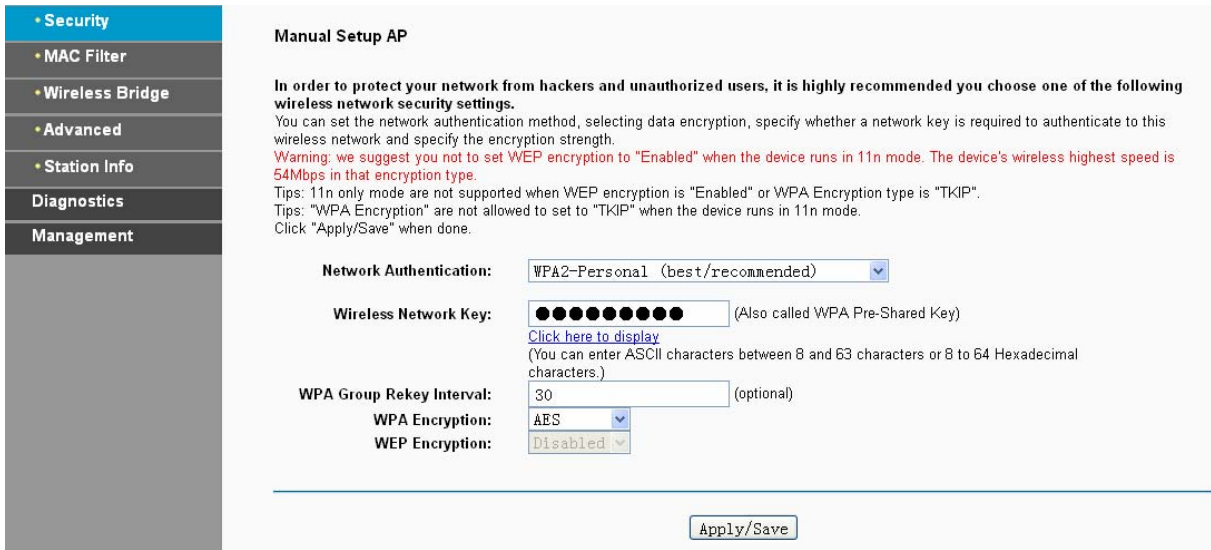 • Security
• MAC Filter
• Wireless Bridge
• Advanced
• Station Info
Diagnostics
Management
Manual Setup AP
In order to protect your network from hackers and unauthorized users, it is highly recommended you choose one of the following
wireless network security settings.
You can set the network authentication method, selecting data encryption, specify whether a network key is required to authenticate to this
wireless network and specify the encryption strength.
Warning: we suggest you not to set WEP encryption to "Enabled" when the device runs in 11n mode. The device's wireless highest speed is
54Mbps in that encryption type.
Tips: 11n only mode are not supported when WEP encryption is "Enabled" or WPA Encryption type is "TKIP".
Tips: "WPA Encryption" are not allowed to set to "TKIP" when the device runs in 11n mode.
Click "Apply/Save" when done.
Network Authentication: WPA2-Personal (best/recommended)
Wireless Network Key: ●●●●●●●●● (Also called WPA Pre-Shared Key)
Click here to display
(You can enter ASCII characters between 8 and 63 characters or 8 to 64 Hexadecimal
characters.)
WPA Group Rekey Interval: 30 (optional)
WPA Encryption: AES
WEP Encryption: Disabled
Apply/Save